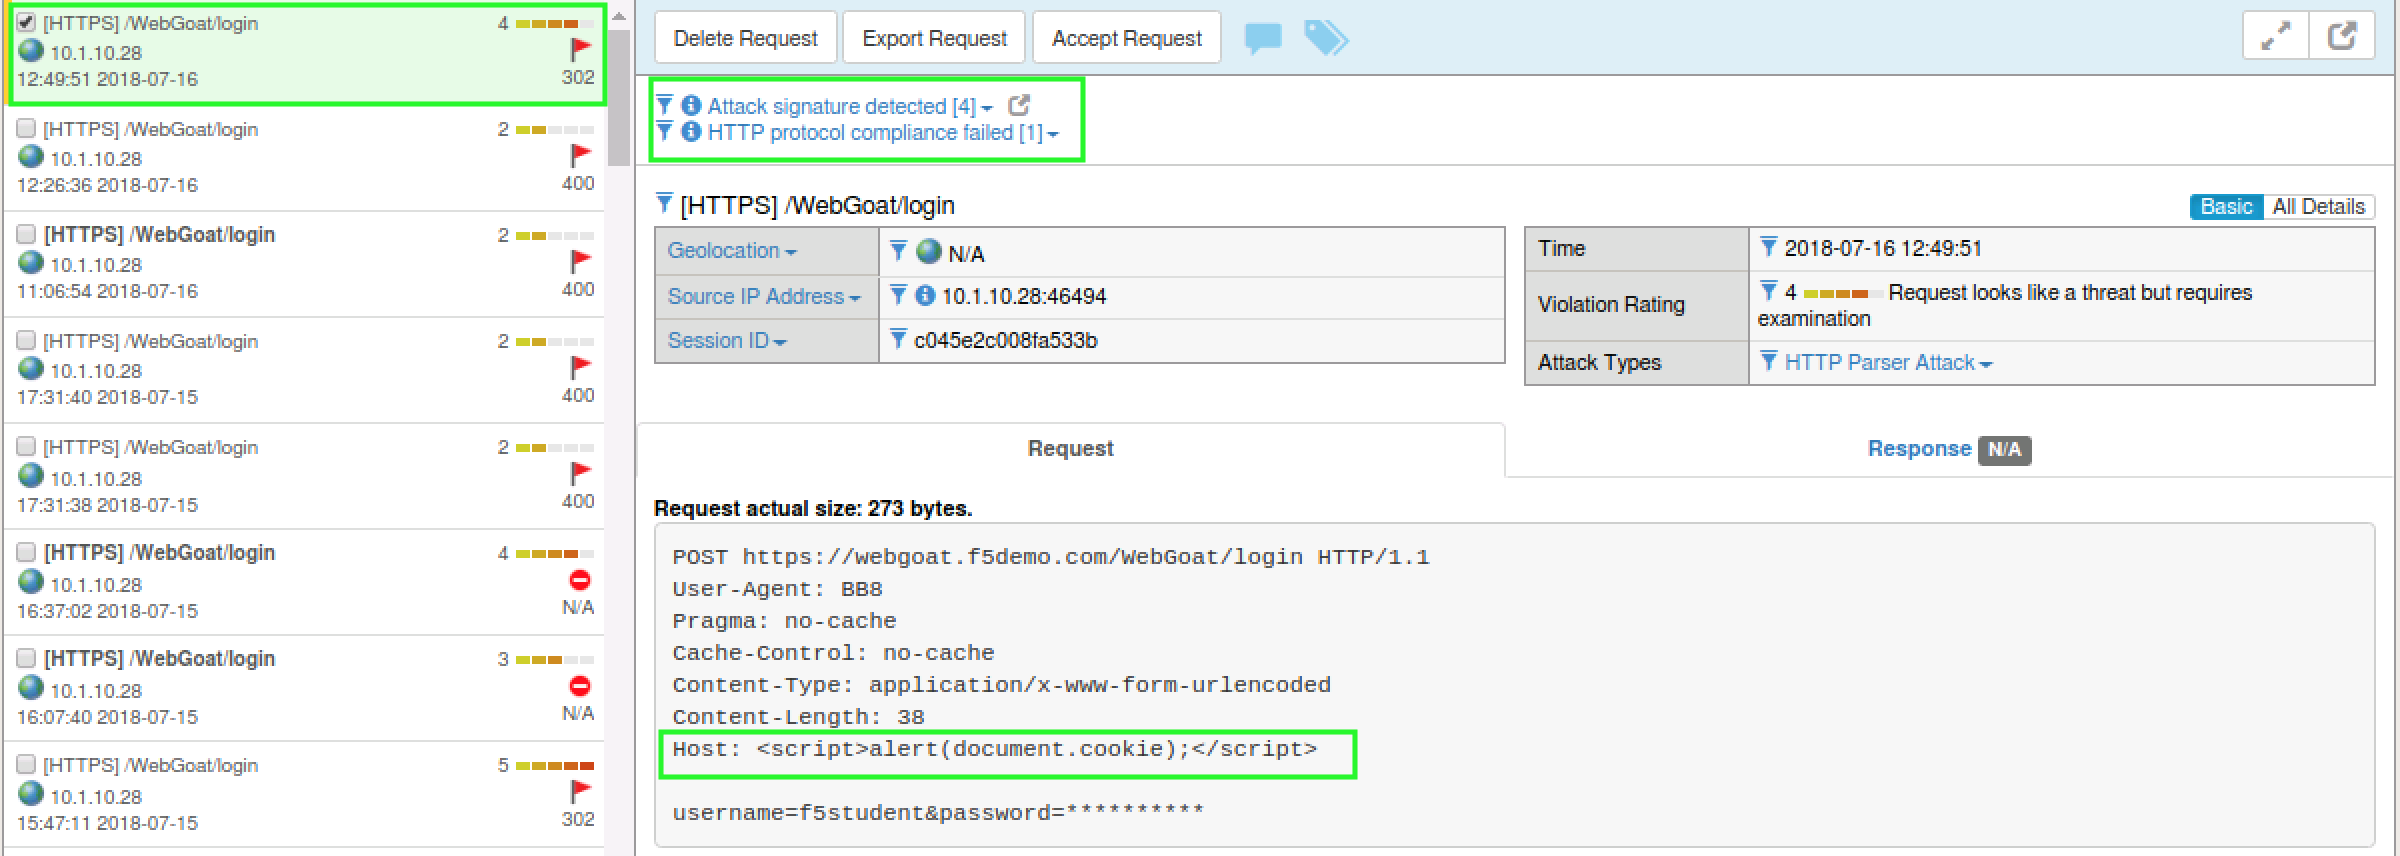 [HTTPS] /WebGoat/login 4
10.1.10.28
12:49:51 2018-07-16 302
[HTTPS] /WebGoat/login 2
10.1.10.28
12:26:36 2018-07-16 400
[HTTPS] /WebGoat/login 2
10.1.10.28
11:06:54 2018-07-16 400
[HTTPS] /WebGoat/login 2
10.1.10.28
17:31:40 2018-07-15 400
[HTTPS] /WebGoat/login 2
10.1.10.28
17:31:38 2018-07-15 400
[HTTPS] /WebGoat/login 4
10.1.10.28
16:37:02 2018-07-15 N/A
[HTTPS] /WebGoat/login 3
10.1.10.28
16:07:40 2018-07-15 N/A
[HTTPS] /WebGoat/login 5
10.1.10.28
15:47:11 2018-07-15 302
Delete Request Export Request Accept Request
Attack signature detected [4]
HTTP protocol compliance failed [1]
[HTTPS] /WebGoat/login
Basic All Details
Geolocation N/A
Source IP Address 10.1.10.28:46494
Session ID c045e2c008fa533b
Time 2018-07-16 12:49:51
Violation Rating 4 Request looks like a threat but requires
examination
Attack Types HTTP Parser Attack
Request Response N/A
Request actual size: 273 bytes.
POST https://webgoat.f5demo.com/WebGoat/login HTTP/1.1
User-Agent: BB8
Pragma: no-cache
Cache-Control: no-cache
Content-Type: application/x-www-form-urlencoded
Content-Length: 38
Host: <script>alert(document.cookie);</script>
username=f5student&password=**********